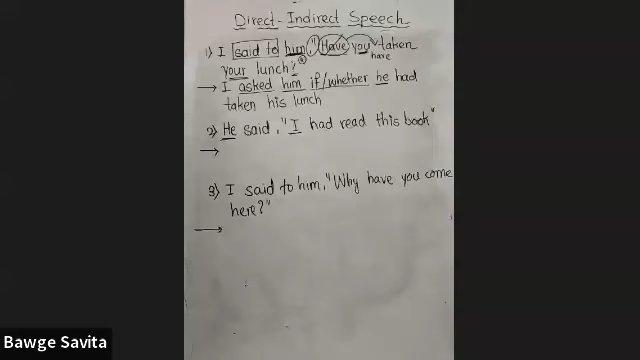 Direct-Indirect Speech
1) I said to him, "Have you taken
have
your lunch?"
→ I asked him if/whether he had
taken his lunch
2) He said, "I had read this book"
→
3) I said to him, "Why have you come
here?"
→
Bawge Savita